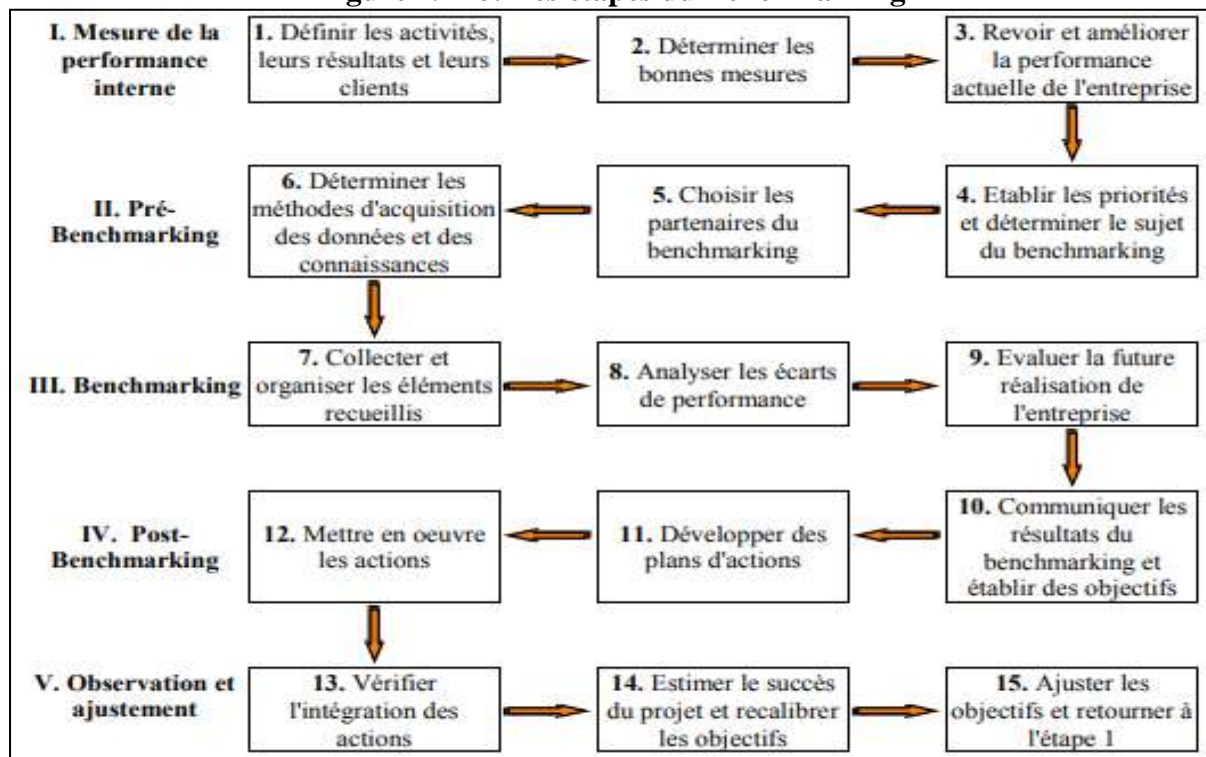 I. Mesure de la
performance
interne
1. Définir les activités,
leurs résultats et leurs
clients
2. Déterminer les
bonnes mesures
3. Revoir et améliorer
la performance
actuelle de l'entreprise
II. Pré-
Benchmarking
6. Déterminer les
méthodes d'acquisition
des données et des
connaissances
5. Choisir les
partenaires du
benchmarking
4. Etablir les priorités
et déterminer le sujet
du benchmarking
III. Benchmarking
7. Collecter et
organiser les éléments
recueillis
8. Analyser les écarts
de performance
9. Evaluer la future
réalisation de
l'entreprise
IV. Post-
Benchmarking
12. Mettre en oeuvre
les actions
11. Développer des
plans d'actions
10. Communiquer les
résultats du
benchmarking et
établir des objectifs
V. Observation et
ajustement
13. Vérifier
l'intégration des
actions
14. Estimer le succès
du projet et recalibrer
les objectifs
15. Ajuster les
objectifs et retourner à
l'étape 1